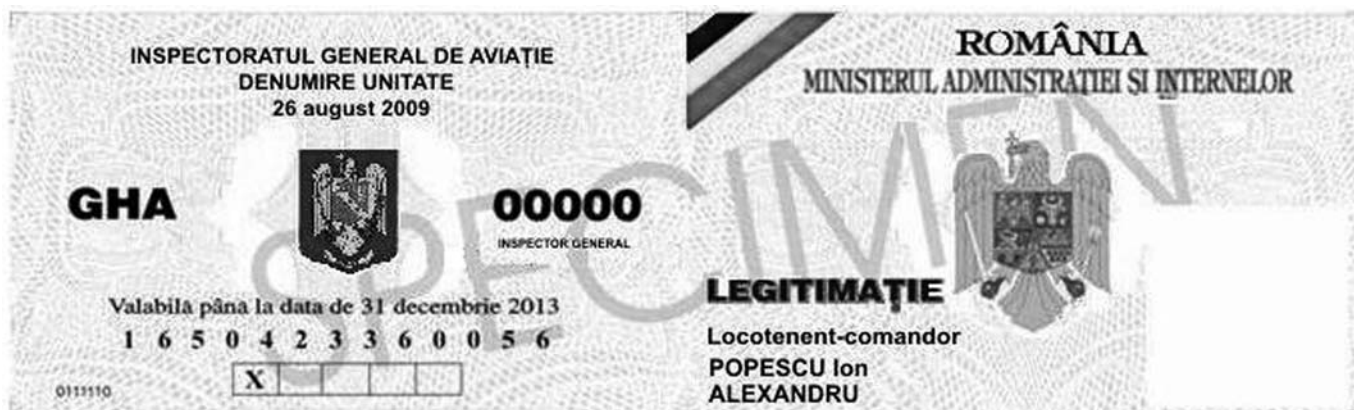 INSPECTORATUL GENERAL DE AVIAȚIE
DENUMIRE UNITATE
26 august 2009
GHA
00000
INSPECTOR GENERAL
Valabilă până la data de 31 decembrie 2013
1 6 5 0 4 2 3 3 6 0 0 5 6
X
0111110
ROMÂNIA
MINISTERUL ADMINISTRAȚIEI ȘI INTERNELOR
LEGITIMAȚIE
Locotenent-comandor
POPESCU Ion
ALEXANDRU
SPECIMEN